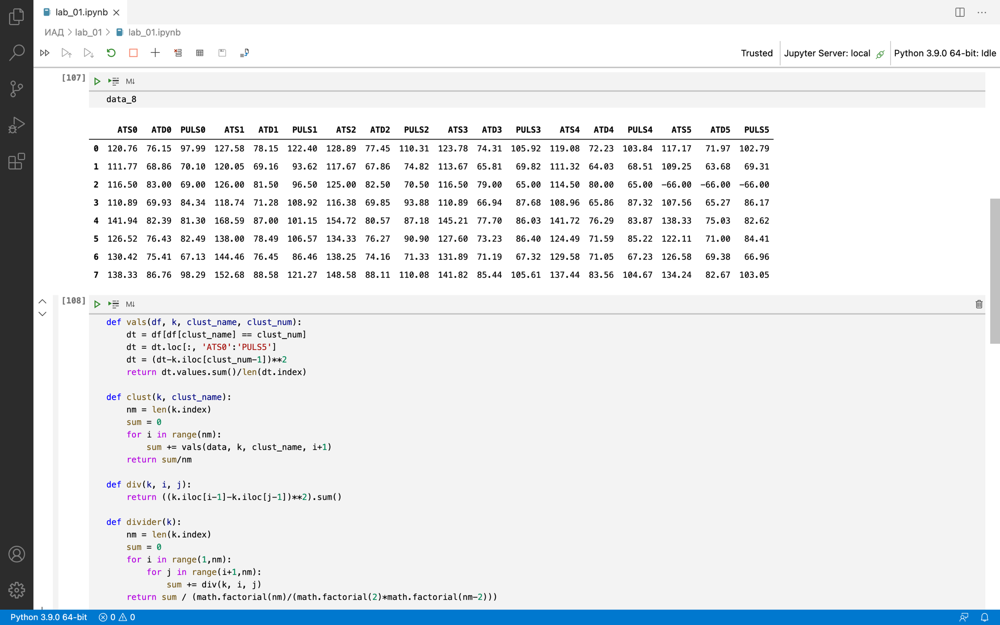 lab_01.ipynb
ИАД > lab_01 > lab_01.ipynb
Trusted Jupyter Server: local Python 3.9.0 64-bit: Idle
[107]
M↓
data_8
ATS0 ATD0 PULS0 ATS1 ATD1 PULS1 ATS2 ATD2 PULS2 ATS3 ATD3 PULS3 ATS4 ATD4 PULS4 ATS5 ATD5 PULS5
0 120.76 76.15 97.99 127.58 78.15 122.40 128.89 77.45 110.31 123.78 74.31 105.92 119.08 72.23 103.84 117.17 71.97 102.79
1 111.77 68.86 70.10 120.05 69.16 93.62 117.67 67.86 74.82 113.67 65.81 69.82 111.32 64.03 68.51 109.25 63.68 69.31
2 116.50 83.00 69.00 126.00 81.50 96.50 125.00 82.50 70.50 116.50 79.00 65.00 114.50 80.00 65.00 -66.00 -66.00 -66.00
3 110.89 69.93 84.34 118.74 71.28 108.92 116.38 69.85 93.88 110.89 66.94 87.68 108.96 65.86 87.32 107.56 65.27 86.17
4 141.94 82.39 81.30 168.59 87.00 101.15 154.72 80.57 87.18 145.21 77.70 86.03 141.72 76.29 83.87 138.33 75.03 82.62
5 126.52 76.43 82.49 138.00 78.49 106.57 134.33 76.27 90.90 127.60 73.23 86.40 124.49 71.59 85.22 122.11 71.00 84.41
6 130.42 75.41 67.13 144.46 76.45 86.46 138.25 74.16 71.33 131.89 71.19 67.32 129.58 71.05 67.23 126.58 69.38 66.96
7 138.33 86.76 98.29 152.68 88.58 121.27 148.58 88.11 110.08 141.82 85.44 105.61 137.44 83.56 104.67 134.24 82.67 103.05
[108]
M↓
def vals(df, k, clust_name, clust_num):
    dt = df[df[clust_name] == clust_num]
    dt = dt.loc[:, 'ATS0':'PULS5']
    dt = (dt-k.iloc[clust_num-1])**2
    return dt.values.sum()/len(dt.index)
def clust(k, clust_name):
    nm = len(k.index)
    sum = 0
    for i in range(nm):
        sum += vals(data, k, clust_name, i+1)
    return sum/nm
def div(k, i, j):
    return ((k.iloc[i-1]-k.iloc[j-1])**2).sum()
def divider(k):
    nm = len(k.index)
    sum = 0
    for i in range(1,nm):
        for j in range(i+1,nm):
            sum += div(k, i, j)
    return sum / (math.factorial(nm)/(math.factorial(2)*math.factorial(nm-2)))
Python 3.9.0 64-bit 0 0